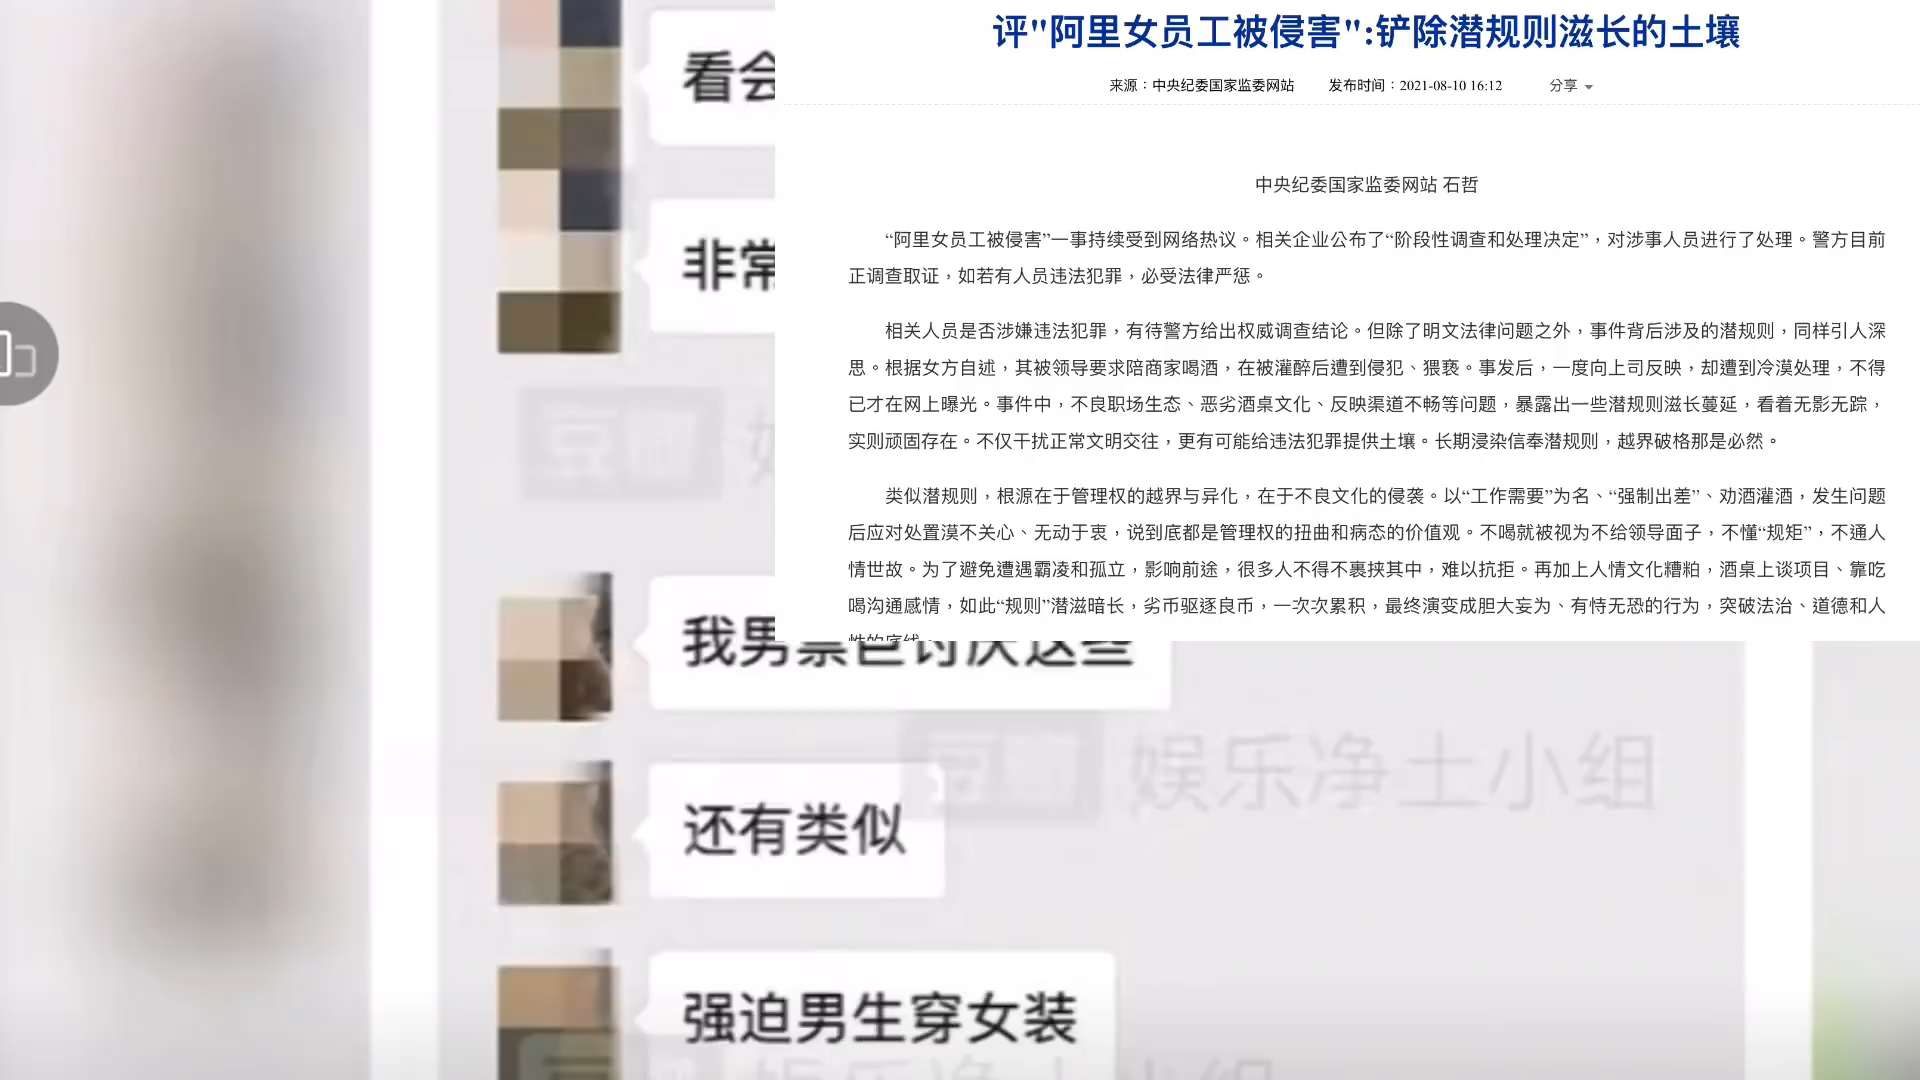 评"阿里女员工被侵害":铲除潜规则滋长的土壤
来源：中央纪委国家监委网站 发布时间：2021-08-10 16:12 分享
中央纪委国家监委网站 石哲
“阿里女员工被侵害”一事持续受到网络热议。相关企业公布了“阶段性调查和处理决定”，对涉事人员进行了处理。警方目前
正调查取证，如若有人员违法犯罪，必受法律严惩。
相关人员是否涉嫌违法犯罪，有待警方给出权威调查结论。但除了明文法律问题之外，事件背后涉及的潜规则，同样引人深
思。根据女方自述，其被领导要求陪商家喝酒，在被灌醉后遭到侵犯、猥亵。事发后，一度向上司反映，却遭到冷漠处理，不得
已才在网上曝光。事件中，不良职场生态、恶劣酒桌文化、反映渠道不畅等问题，暴露出一些潜规则滋长蔓延，看着无影无踪，
实则顽固存在。不仅干扰正常文明交往，更有可能给违法犯罪提供土壤。长期浸染信奉潜规则，越界破格那是必然。
类似潜规则，根源在于管理权的越界与异化，在于不良文化的侵袭。以“工作需要”为名、“强制出差”、劝酒灌酒，发生问题
后应对处置漠不关心、无动于衷，说到底都是管理权的扭曲和病态的价值观。不喝就被视为不给领导面子，不懂“规矩”，不通人
情世故。为了避免遭遇霸凌和孤立，影响前途，很多人不得不裹挟其中，难以抗拒。再加上人情文化糟粕，酒桌上谈项目、靠吃
喝沟通感情，如此“规则”潜滋暗长，劣币驱逐良币，一次次累积，最终演变成胆大妄为、有恃无恐的行为，突破法治、道德和人
性的底线。
看会
非常
我男票也讨厌这些
豆瓣 娱乐净土小组
还有类似
强迫男生穿女装